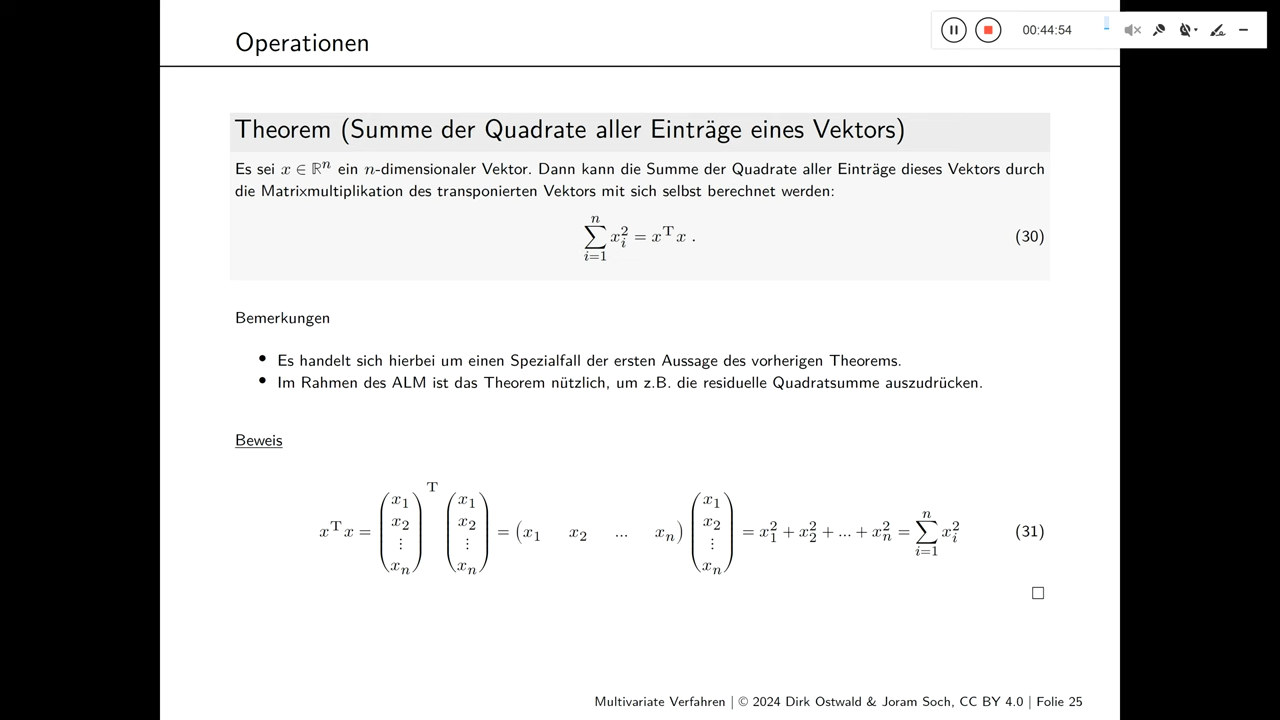 Operationen
00:44:54
Theorem (Summe der Quadrate aller Einträge eines Vektors)
Es sei x ∈ ℝⁿ ein n-dimensionaler Vektor. Dann kann die Summe der Quadrate aller Einträge dieses Vektors durch
die Matrixmultiplikation des transponierten Vektors mit sich selbst berechnet werden:
∑ᵢ₌₁ⁿ xᵢ² = xᵀx . (30)
Bemerkungen
• Es handelt sich hierbei um einen Spezialfall der ersten Aussage des vorherigen Theorems.
• Im Rahmen des ALM ist das Theorem nützlich, um z.B. die residuelle Quadratsumme auszudrücken.
Beweis
xᵀx = (x₁ x₂ ⋮ xₙ)ᵀ (x₁ x₂ ⋮ xₙ) = (x₁ x₂ ... xₙ) (x₁ x₂ ⋮ xₙ) = x₁² + x₂² + ... + xₙ² = ∑ᵢ₌₁ⁿ xᵢ² (31)
□
Multivariate Verfahren | © 2024 Dirk Ostwald & Joram Soch, CC BY 4.0 | Folie 25